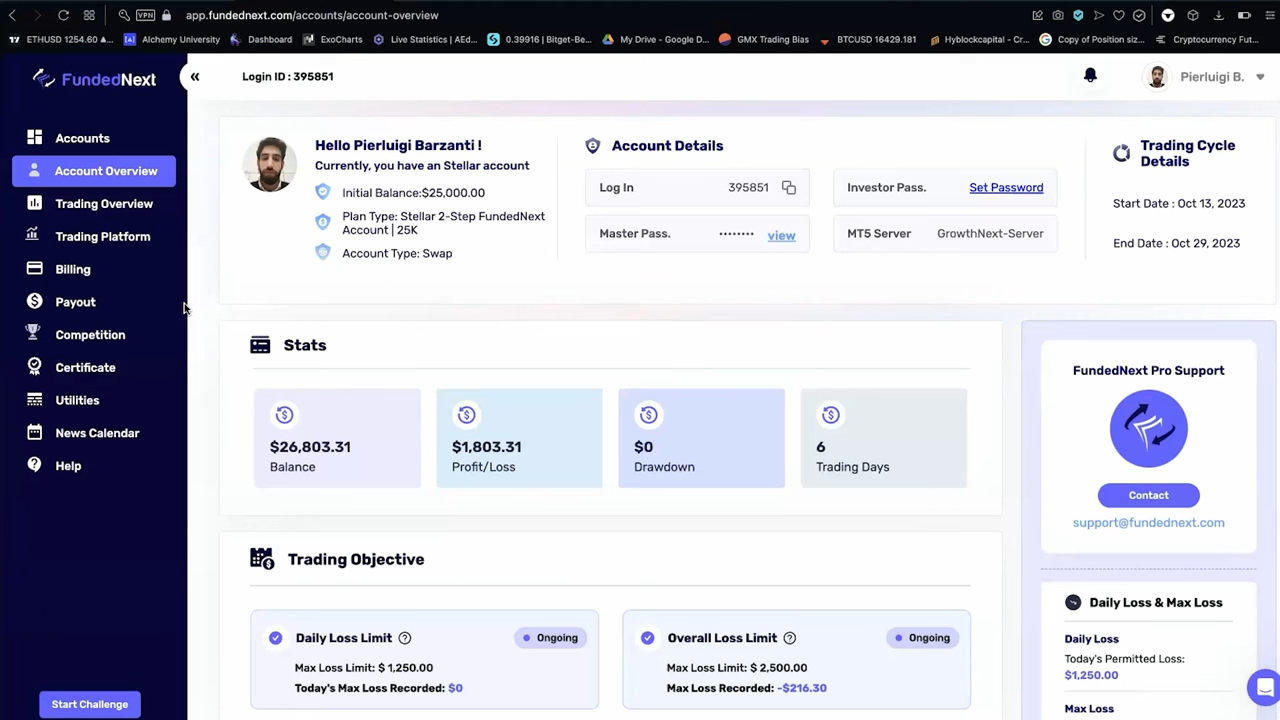 VPN
app.fundednext.com/accounts/account-overview
ETHUSD 1254.60 ▲...
Alchemy University
Dashboard
ExoCharts
Live Statistics | AEd...
0.39916 | Bitget-Be...
My Drive – Google D...
GMX Trading Bias
BTCUSD 16429.181
Hyblockcapital - Cr...
Copy of Position siz...
Cryptocurrency Fut...
FundedNext
«
Login ID : 395851
Pierluigi B.
Accounts
Account Overview
Trading Overview
Trading Platform
Billing
Payout
Competition
Certificate
Utilities
News Calendar
Help
Start Challenge
Hello Pierluigi Barzanti !
Currently, you have an Stellar account
Initial Balance:$25,000.00
Plan Type: Stellar 2-Step FundedNext
Account | 25K
Account Type: Swap
Account Details
Log In 395851
Investor Pass. Set Password
Master Pass. •••••••• view
MT5 Server GrowthNext-Server
Trading Cycle
Details
Start Date : Oct 13, 2023
End Date : Oct 29, 2023
Stats
$26,803.31
Balance
$1,803.31
Profit/Loss
$0
Drawdown
6
Trading Days
Trading Objective
Daily Loss Limit ? Ongoing
Max Loss Limit: $ 1,250.00
Today's Max Loss Recorded: $0
Overall Loss Limit ? Ongoing
Max Loss Limit: $ 2,500.00
Max Loss Recorded: -$216.30
FundedNext Pro Support
Contact
support@fundednext.com
Daily Loss & Max Loss
Daily Loss
Today's Permitted Loss:
$1,250.00
Max Loss